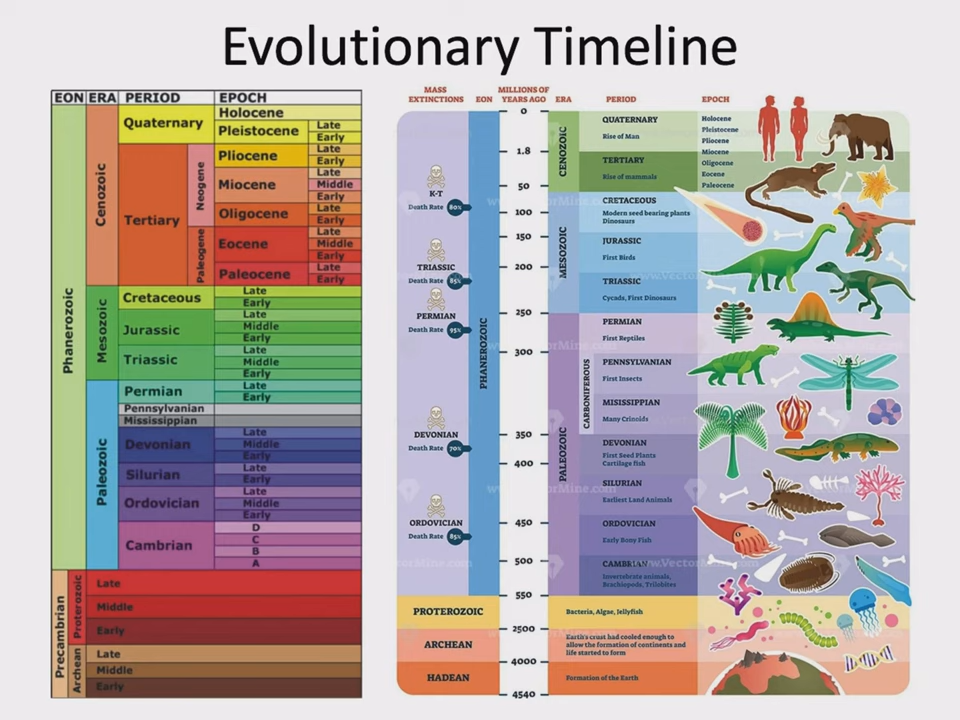 Evolutionary Timeline
EON ERA PERIOD EPOCH
Phanerozoic
Cenozoic
Quaternary
Holocene
Pleistocene
Late
Early
Tertiary
Neogene
Pliocene
Late
Early
Miocene
Late
Middle
Early
Paleogene
Oligocene
Late
Early
Eocene
Late
Middle
Early
Paleocene
Late
Early
Mesozoic
Cretaceous
Late
Early
Jurassic
Late
Middle
Early
Triassic
Late
Middle
Early
Paleozoic
Permian
Late
Early
Pennsylvanian
Mississippian
Devonian
Late
Middle
Early
Silurian
Late
Early
Ordovician
Late
Middle
Early
Cambrian
D
C
B
A
Precambrian
Proterozoic
Late
Middle
Early
Archean
Late
Middle
Early
MASS
EXTINCTIONS
EON
MILLIONS OF
YEARS AGO
ERA
PERIOD
EPOCH
K-T
Death Rate 80%
TRIASSIC
Death Rate 85%
PERMIAN
Death Rate 95%
DEVONIAN
Death Rate 70%
ORDOVICIAN
Death Rate 85%
PHANEROZOIC
0
1.8
50
100
150
200
250
300
350
400
450
500
550
2500
4000
4540
CENOZOIC
QUATERNARY
Rise of Man
TERTIARY
Rise of mammals
Holocene
Pleistocene
Pliocene
Miocene
Oligocene
Eocene
Paleocene
MESOZOIC
CRETACEOUS
Modern seed bearing plants
Dinosaurs
JURASSIC
First Birds
TRIASSIC
Cycads, First Dinosaurs
PALEOZOIC
PERMIAN
First Reptiles
CARBONIFEROUS
PENNSYLVANIAN
First Insects
MISISSIPPIAN
Many Crinoids
DEVONIAN
First Seed Plants
Cartilage fish
SILURIAN
Earliest Land Animals
ORDOVICIAN
Early Bony Fish
CAMBRIAN
Invertebrate animals,
Brachiopods, Trilobites
PROTEROZOIC
Bacteria, Algae, Jellyfish
ARCHEAN
Earth's crust had cooled enough to
allow the formation of continents and
life started to form
HADEAN
Formation of the Earth